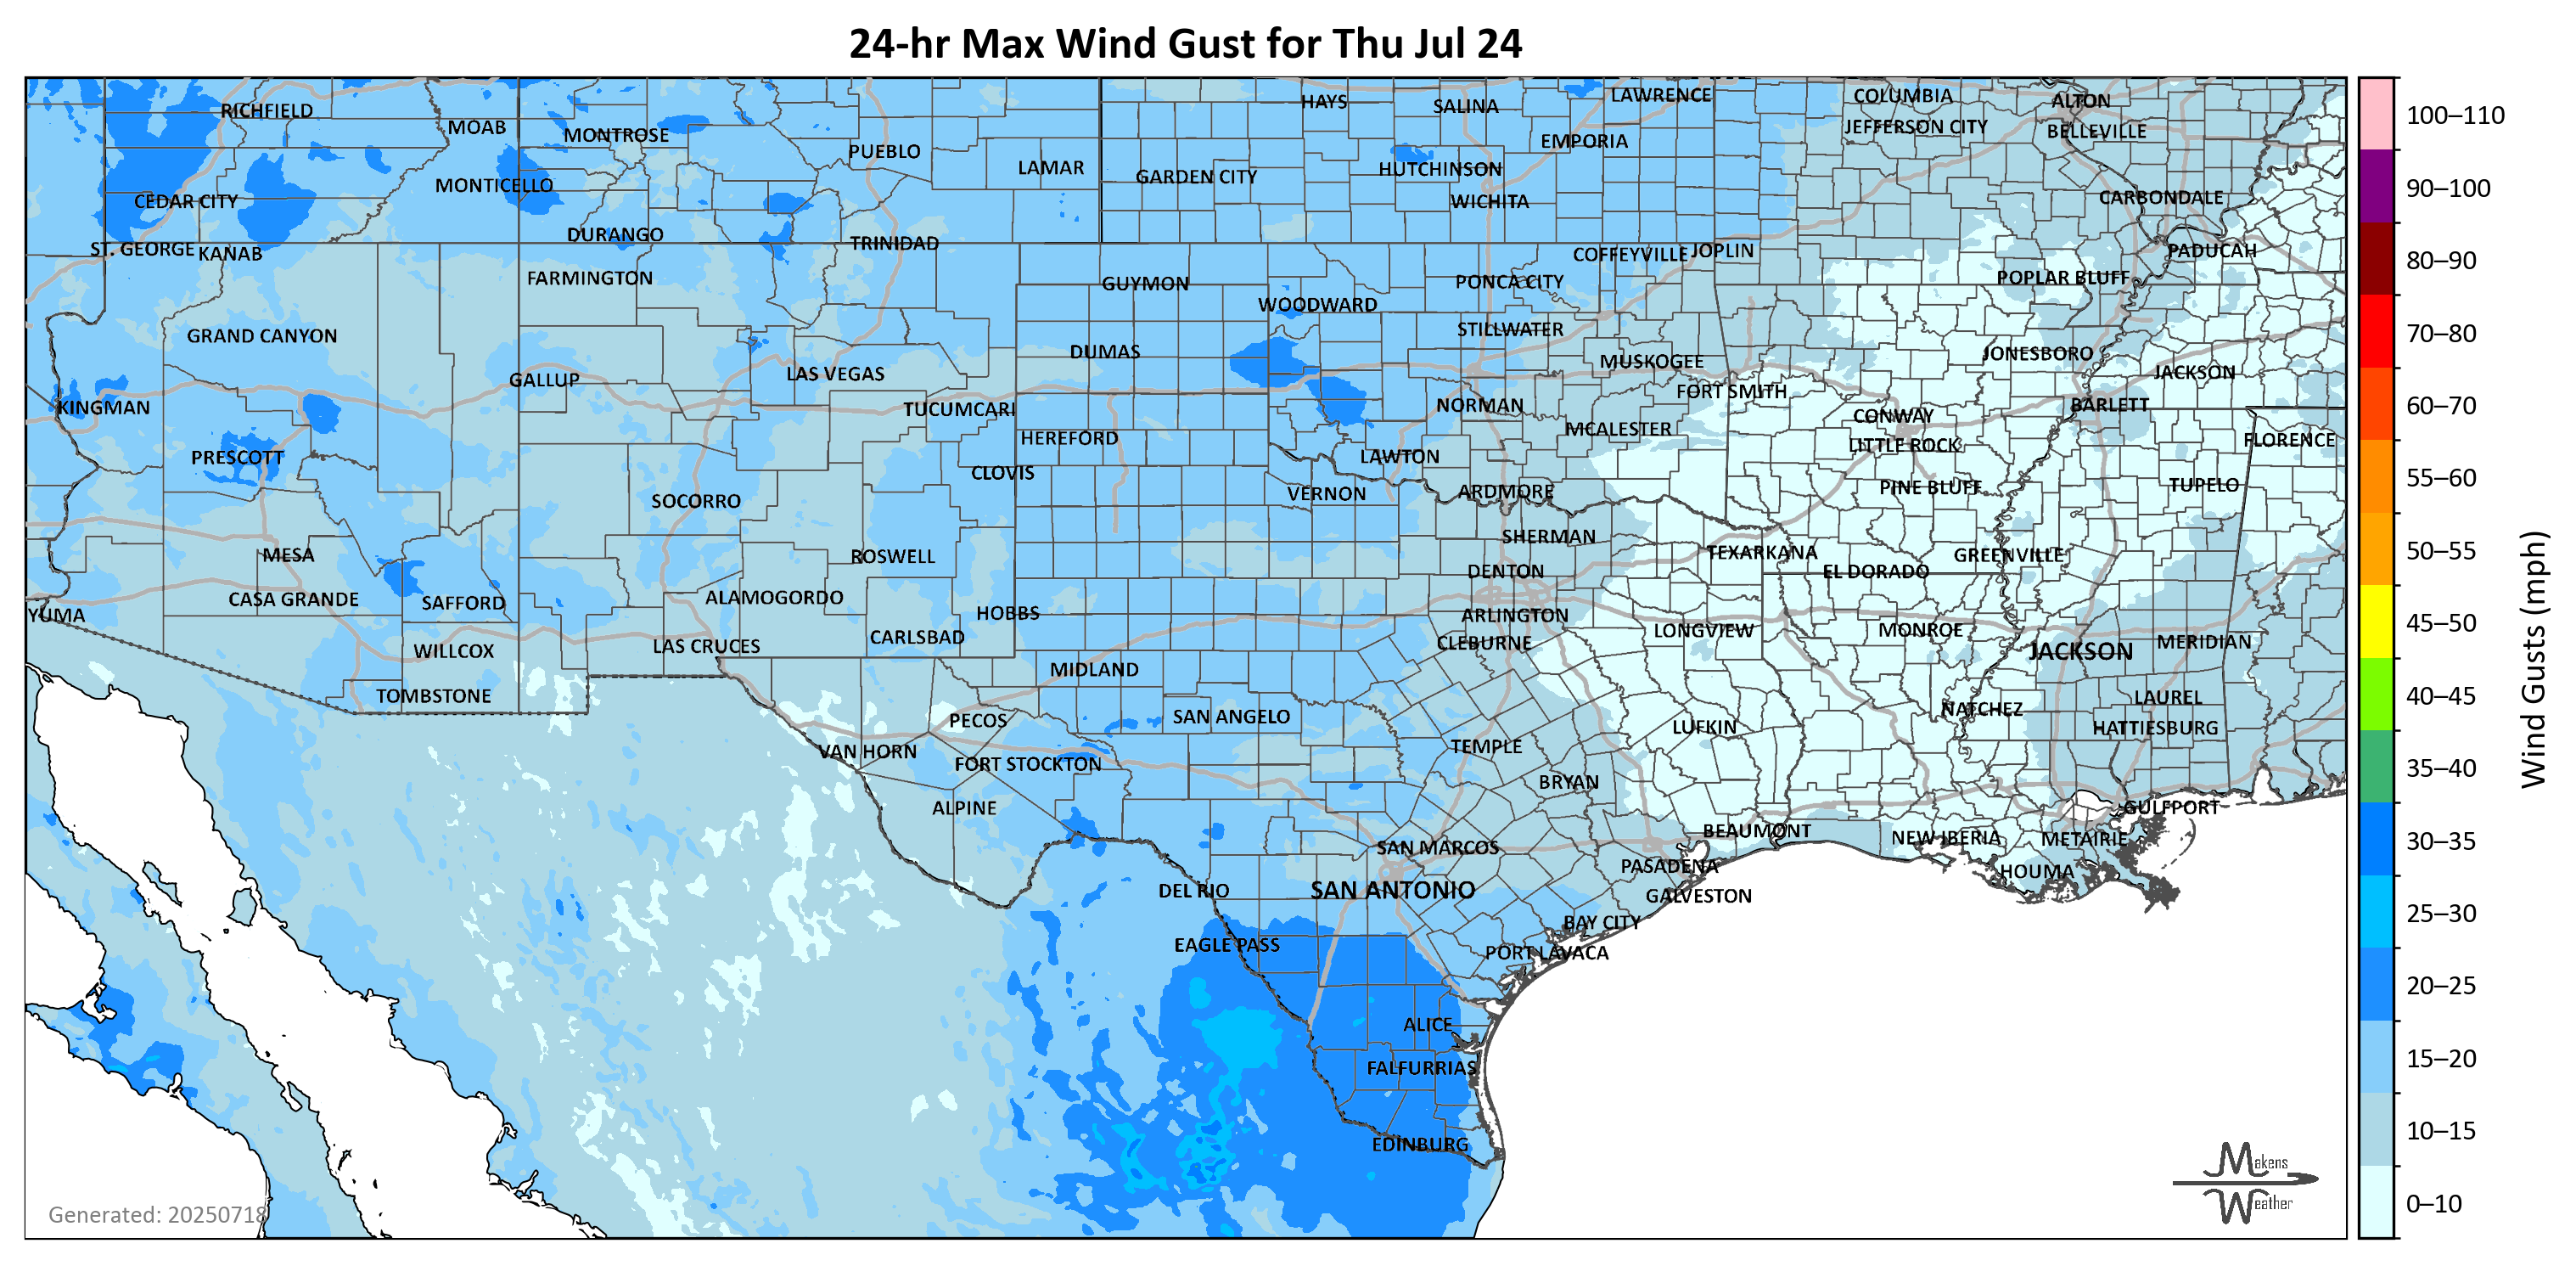 24-hr Max Wind Gust for Thu Jul 24
RICHFIELD
MOAB
MONTROSE
PUEBLO
LAMAR
HAYS
SALINA
LAWRENCE
EMPORIA
COLUMBIA
JEFFERSON CITY
ALTON
BELLEVILLE
MONTICELLO
GARDEN CITY
HUTCHINSON
WICHITA
CEDAR CITY
CARBONDALE
ST. GEORGE
KANAB
DURANGO
TRINIDAD
COFFEYVILLE
JOPLIN
PADUCAH
FARMINGTON
GUYMON
PONCA CITY
POPLAR BLUFF
WOODWARD
GRAND CANYON
STILLWATER
DUMAS
MUSKOGEE
JONESBORO
GALLUP
LAS VEGAS
FORT SMITH
JACKSON
KINGMAN
TUCUMCARI
NORMAN
CONWAY
BARLETT
HEREFORD
MCALESTER
LITTLE ROCK
FLORENCE
PRESCOTT
CLOVIS
LAWTON
SOCORRO
VERNON
ARDMORE
PINE BLUFF
TUPELO
MESA
ROSWELL
SHERMAN
TEXARKANA
GREENVILLE
DENTON
EL DORADO
CASA GRANDE
SAFFORD
ALAMOGORDO
YUMA
HOBBS
ARLINGTON
LAS CRUCES
CARLSBAD
CLEBURNE
LONGVIEW
MONROE
WILLCOX
MIDLAND
JACKSON
MERIDIAN
TOMBSTONE
PECOS
SAN ANGELO
NATCHEZ
LAUREL
VAN HORN
FORT STOCKTON
TEMPLE
LUFKIN
HATTIESBURG
ALPINE
BRYAN
GULFPORT
SAN MARCOS
BEAUMONT
NEW IBERIA
METAIRIE
DEL RIO
SAN ANTONIO
PASADENA
HOUMA
GALVESTON
EAGLE PASS
BAY CITY
PORT LAVACA
ALICE
FALFURRIAS
EDINBURG
Generated: 20250718
Makens
Weather
100–110
90–100
80–90
70–80
60–70
55–60
50–55
45–50
40–45
35–40
30–35
25–30
20–25
15–20
10–15
0–10
Wind Gusts (mph)